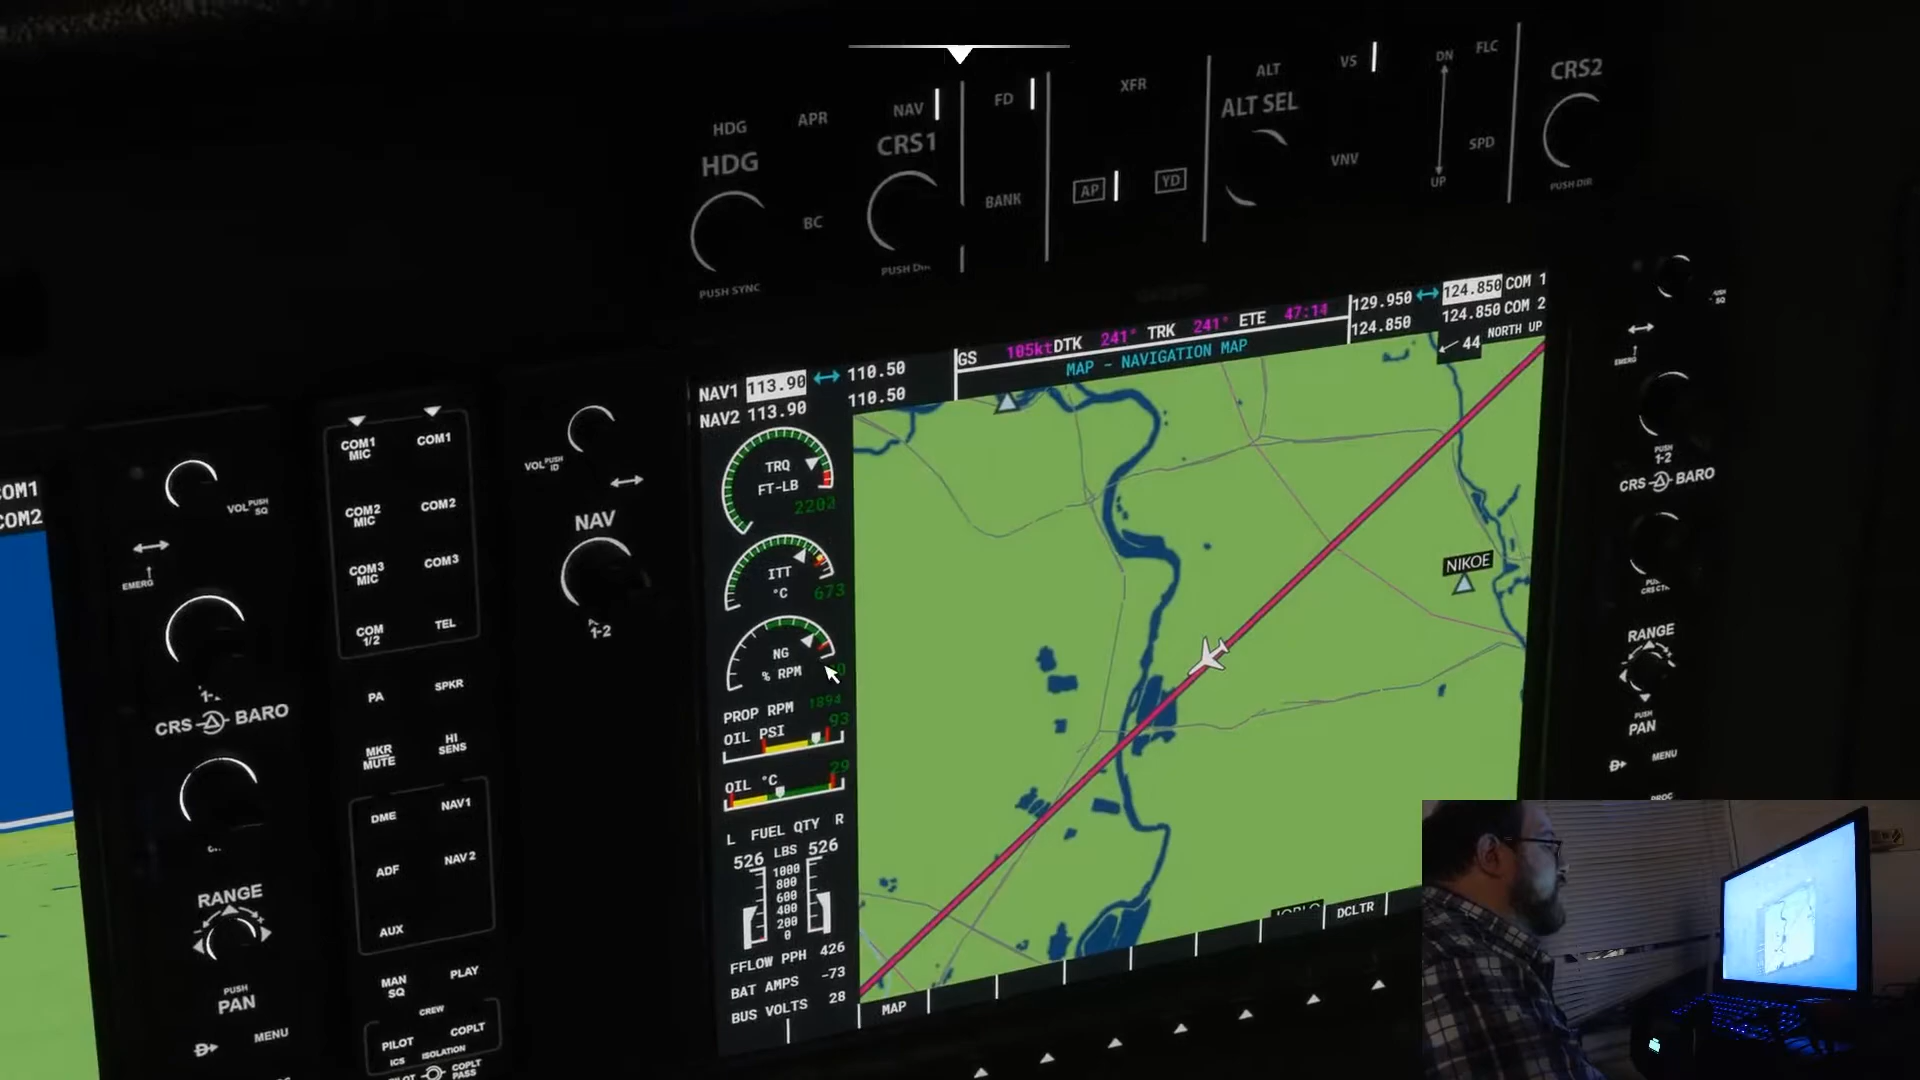 HDG
APR
NAV
FD
XFR
ALT
VS
DN
FLC
CRS2
HDG
CRS1
ALT SEL
BC
BANK
AP
YD
VNV
SPD
UP
PUSH DIR
PUSH SYNC
PUSH
PUSH SQ
EMERG
PUSH
1-2
CRS BARO
RANGE
PUSH
PAN
MENU
PROC
NAV1 113.90 110.50
NAV2 113.90 110.50
GS 105kt DTK 241° TRK 241° ETE 47:14
MAP - NAVIGATION MAP
129.950 124.850 COM 1
124.850 124.850 COM 2
NORTH UP
44
NIKOE
TRQ
FT-LB
2202
ITT
°C
673
NG
% RPM
PROP RPM 1894
OIL PSI 93
OIL °C 29
L FUEL QTY R
526 LBS 526
1000
800
600
400
200
0
FFLOW PPH 426
BAT AMPS -73
BUS VOLTS 28
MAP
DCLTR
COM1
COM2
VOL PUSH SQ
EMERG
CRS BARO
RANGE
PUSH
PAN
MENU
COM1 MIC
COM1
COM2 MIC
COM2
COM3 MIC
COM3
COM 1/2
TEL
PA
SPKR
MKR MUTE
HI SENS
DME
NAV1
ADF
NAV2
AUX
MAN SQ
PLAY
CREW
PILOT
COPLT
ICS ISOLATION
COPLT PASS
VOL PUSH ID
NAV
1-2